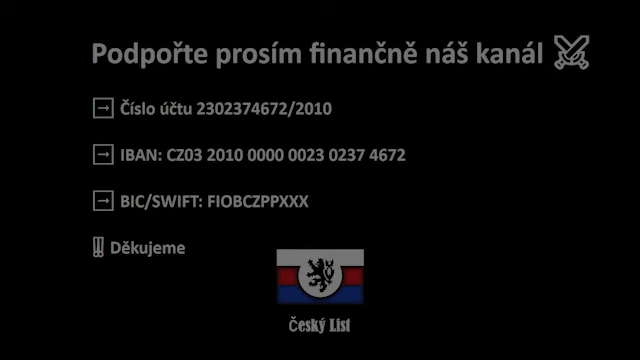 Podpořte prosím finančně náš kanál
Číslo účtu 2302374672/2010
IBAN: CZ03 2010 0000 0023 0237 4672
BIC/SWIFT: FIOBCZPPXXX
Děkujeme
Český List